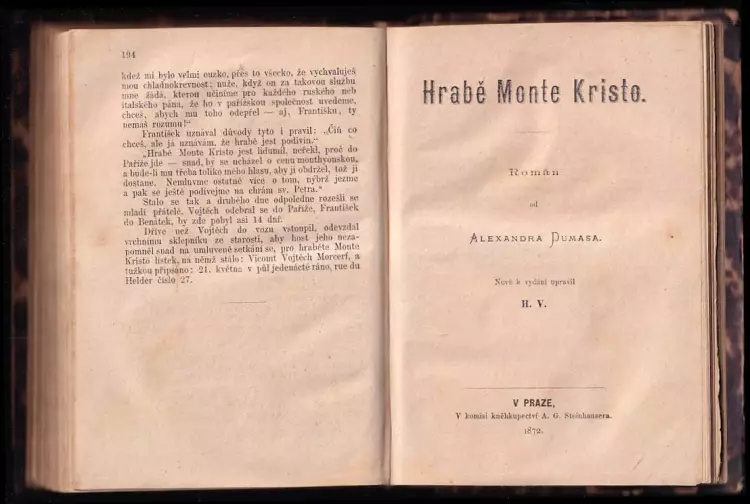 194
kdež mi bylo velmi ouzko, přes to všecko, že vychvaluješ
mou chladnokrevnost; nuže, když on za takovou službu
mne žádá, kterou učiníme pro každého ruského neb
italského pána, že ho v pařížskou společnost uvedeme,
chceš, abych mu toho odepřel — aj, Františku, ty
nemáš rozumu!“
František uznával důvody tyto i pravil: „Čiň co
chceš, ale já uznávám, že hrabě jest podivín.“
„Hrabě Monte Kristo jest lidumil, neřekl, proč do
Paříže jde — snad, by se ucházel o cenu monthyonskou,
a bude-li mu třeba toliko mého hlasu, aby ji obdržel, tož ji
dostane. Nemluvme ostatně více o tom, nýbrž jezme
a pak se ještě podívejme na chrám sv. Petra.“
Stalo se tak a druhého dne odpoledne rozešli se
mladí přátelé, Vojtěch odebral se do Paříže, František
do Benátek, by zde pobyl asi 14 dní.
Dříve než Vojtěch do vozu vstoupil, odevzdal
vrchnímu sklepníku ze starosti, aby host jeho neza-
pomněl snad na umluvené setkání se, pro hraběte Monte
Kristo lístek, na němž stálo: Vicomt Vojtěch Morcerf, a
tužkou připsáno: 21. května v půl jedenácté ráno, rue du
Helder číslo 27.
Hrabě Monte Kristo.
Román
od
Alexandra Dumasa.
Nově k vydání upravil
H. V.
V PRAZE,
V komisi kněhkupectví A. G. Steinhausera.
1872.